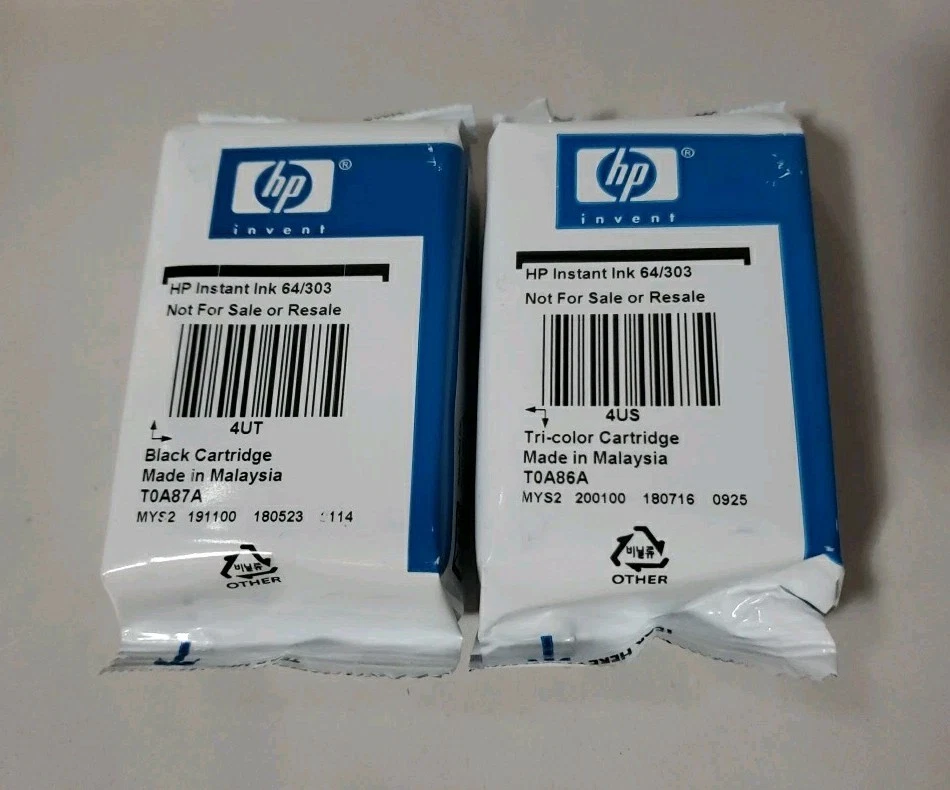 hp ®
invent
HP Instant Ink 64/303
Not For Sale or Resale
4UT
Black Cartridge
Made in Malaysia
T0A87A
MYS2 191100 180523
비닐류
OTHER
hp ®
invent
HP Instant Ink 64/303
Not For Sale or Resale
4US
Tri-color Cartridge
Made in Malaysia
T0A86A
MYS2 200100 180716 0925
비닐류
OTHER
HERE